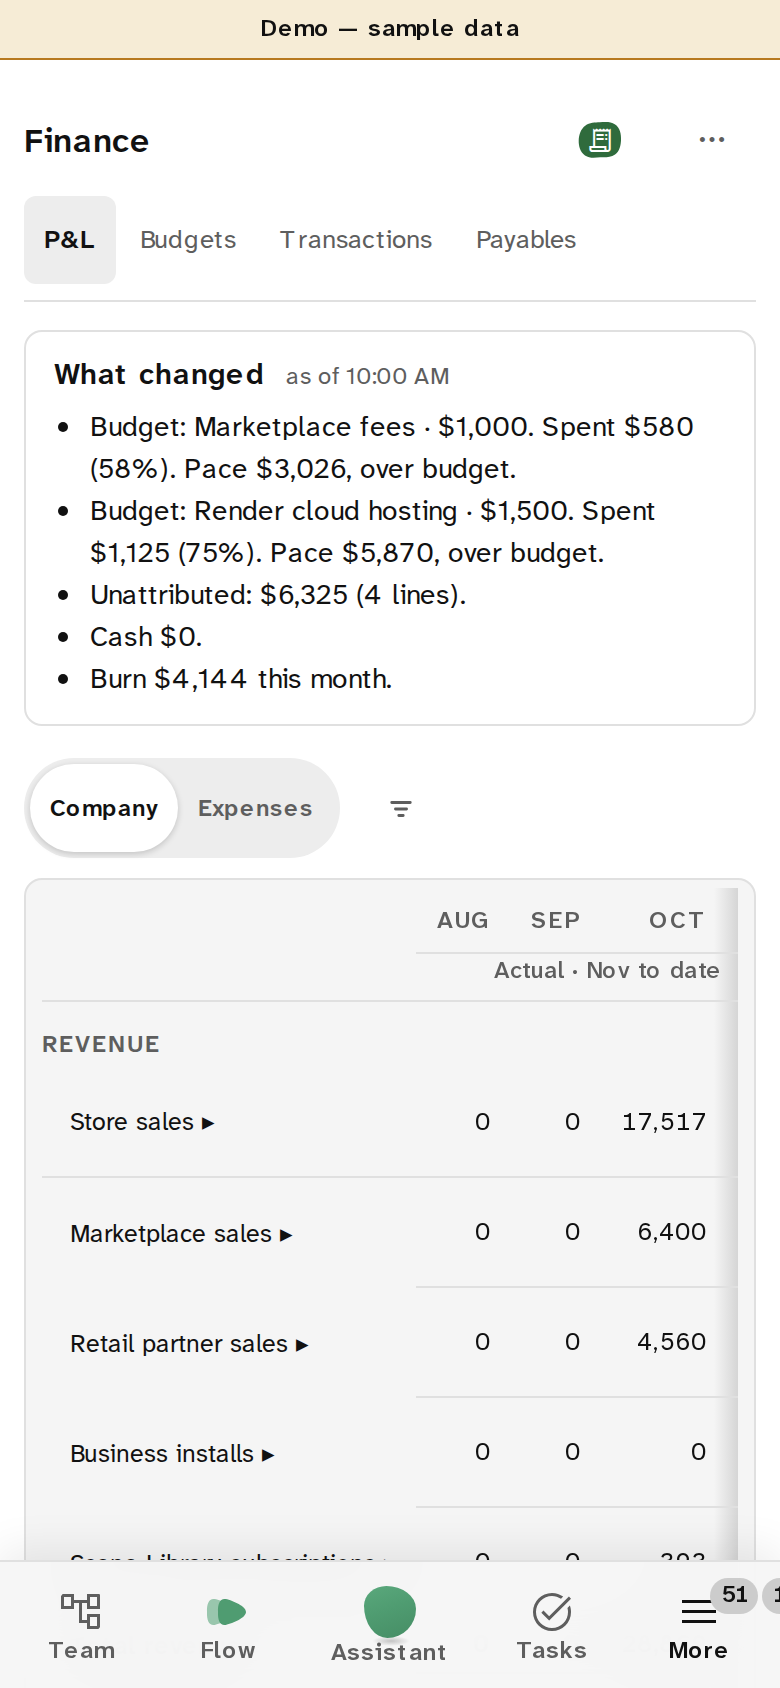 Demo — sample data
Finance
P&L Budgets Transactions Payables
What changed as of 10:00 AM
• Budget: Marketplace fees · $1,000. Spent $580
(58%). Pace $3,026, over budget.
• Budget: Render cloud hosting · $1,500. Spent
$1,125 (75%). Pace $5,870, over budget.
• Unattributed: $6,325 (4 lines).
• Cash $0.
• Burn $4,144 this month.
Company Expenses
AUG SEP OCT
Actual · Nov to date
REVENUE
Store sales ▸ 0 0 17,517
Marketplace sales ▸ 0 0 6,400
Retail partner sales ▸ 0 0 4,560
Business installs ▸ 0 0 0
51
Team Flow Assistant Tasks More